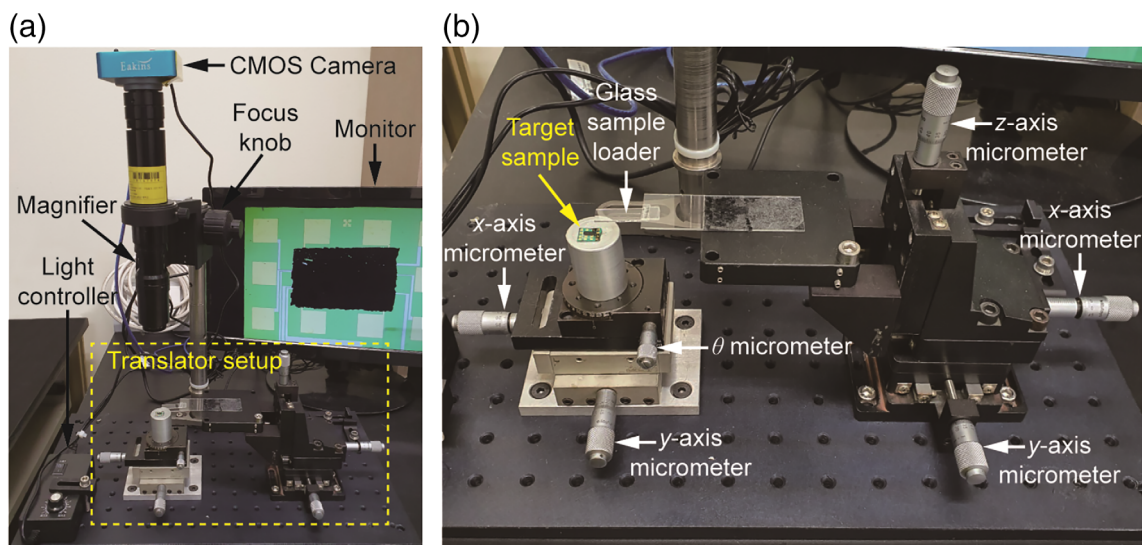 (a)
Eakins
CMOS Camera
Focus
knob
Monitor
Magnifier
Light
controller
Translator setup
(b)
Glass
sample
loader
Target
sample
z-axis
micrometer
x-axis
micrometer
x-axis
micrometer
θ micrometer
y-axis
micrometer
y-axis
micrometer